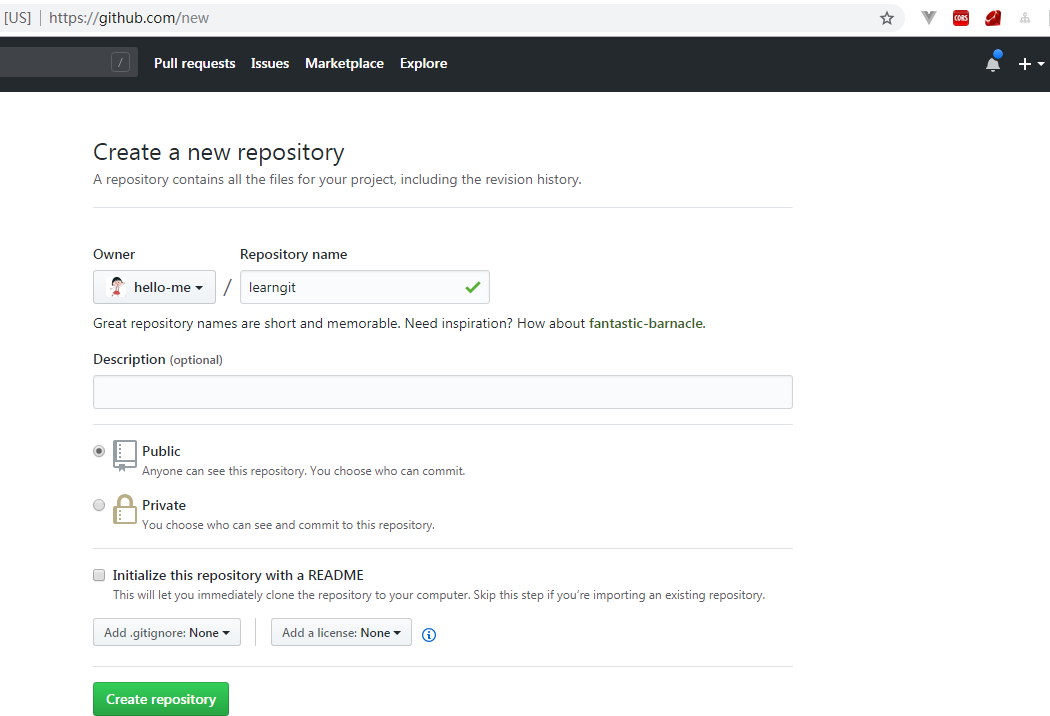 [US] | https://github.com/new
CORS
/ Pull requests Issues Marketplace Explore
Create a new repository
A repository contains all the files for your project, including the revision history.
Owner Repository name
hello-me / learngit
Great repository names are short and memorable. Need inspiration? How about fantastic-barnacle.
Description (optional)
Public
Anyone can see this repository. You choose who can commit.
Private
You choose who can see and commit to this repository.
Initialize this repository with a README
This will let you immediately clone the repository to your computer. Skip this step if you're importing an existing repository.
Add .gitignore: None Add a license: None
Create repository